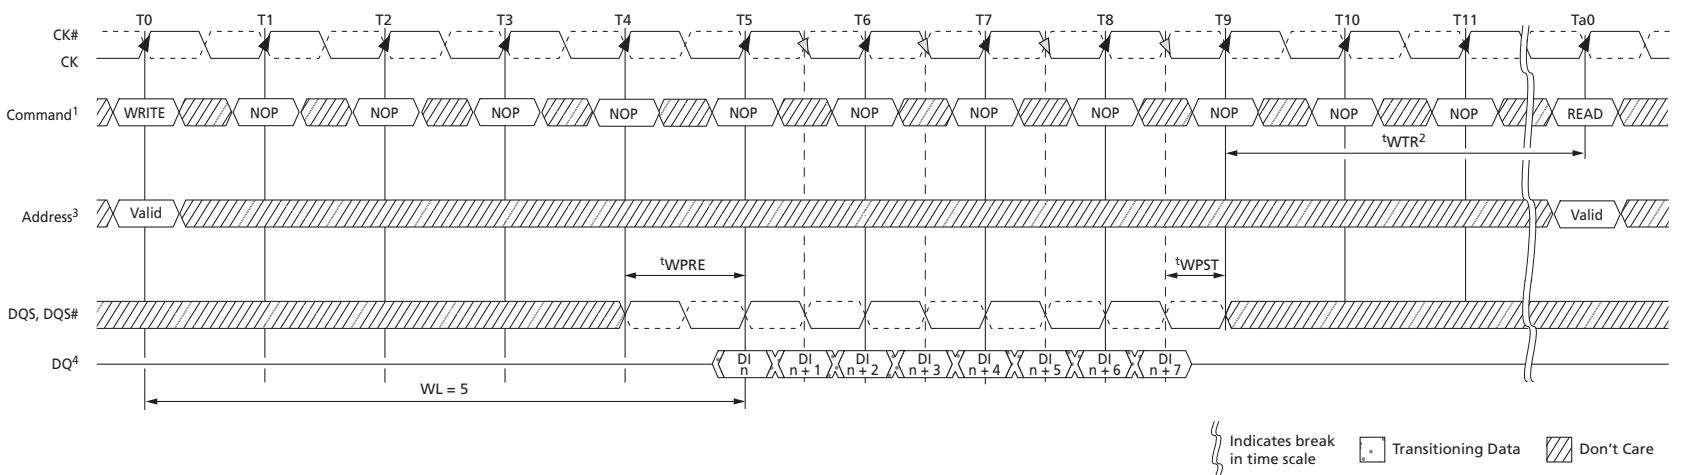 T0 T1 T2 T3 T4 T5 T6 T7 T8 T9 T10 T11 Ta0
CK#
CK
Command1 WRITE NOP NOP NOP NOP NOP NOP NOP NOP NOP NOP NOP READ
tWTR2
Address3 Valid Valid
tWPRE tWPST
DQS, DQS#
DQ4 DI n DI n + 1 DI n + 2 DI n + 3 DI n + 4 DI n + 5 DI n + 6 DI n + 7
WL = 5
Indicates break
in time scale
Transitioning Data
Don't Care